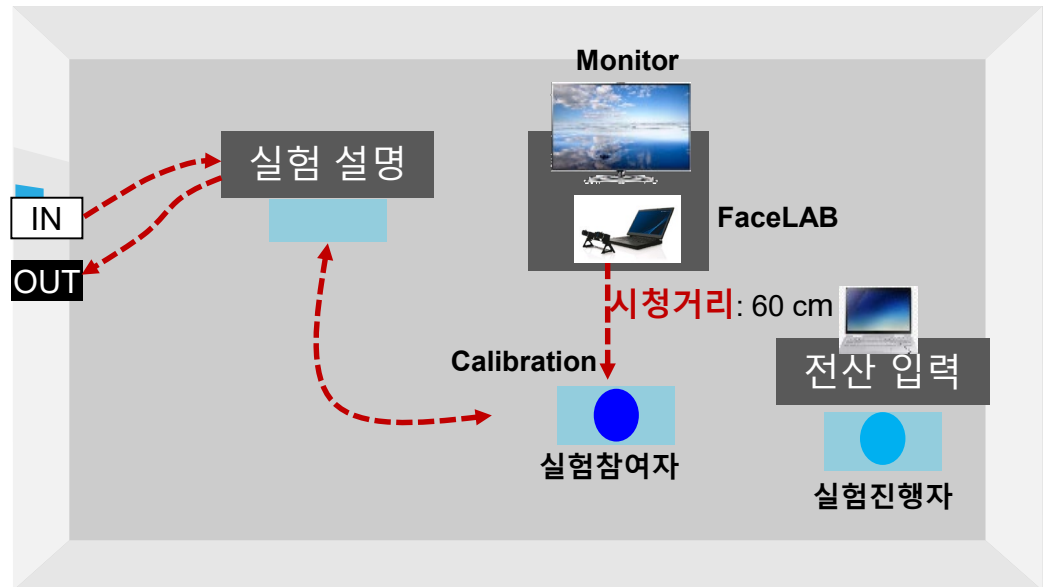 Monitor
실험 설명
IN
FaceLAB
OUT
시청거리: 60 cm
Calibration
전산 입력
실험참여자
실험진행자